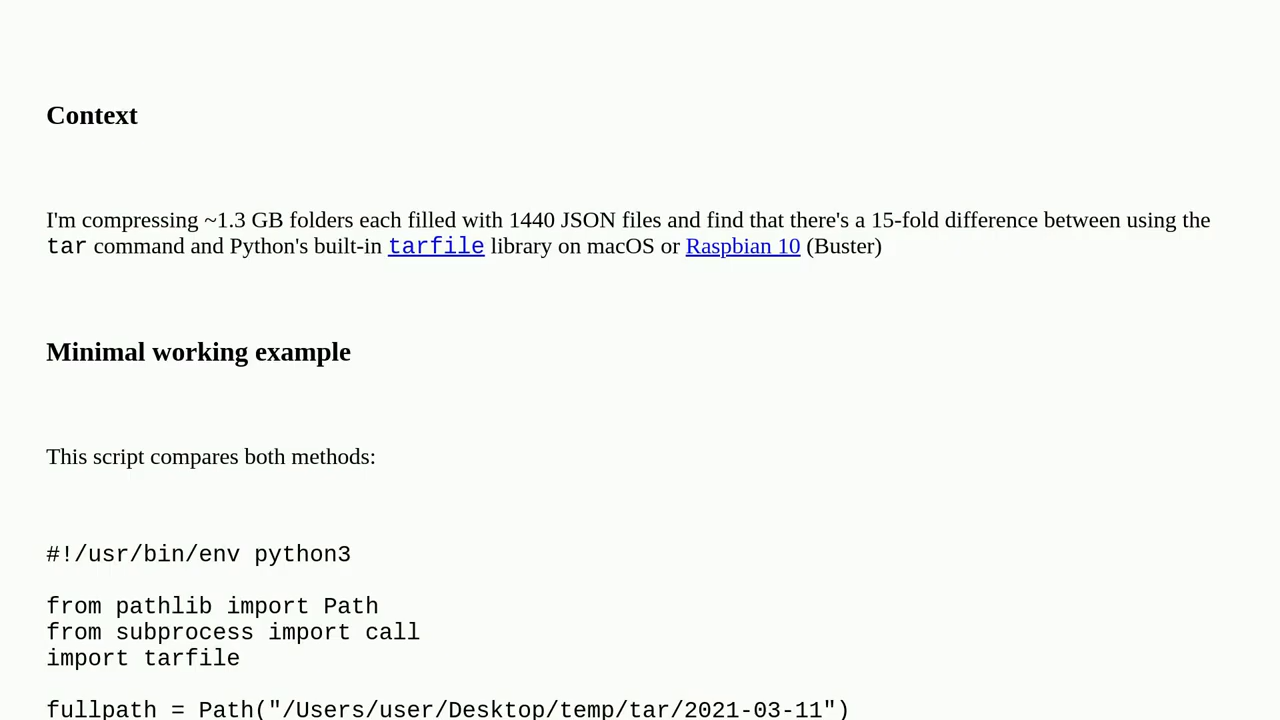 Context
I'm compressing ~1.3 GB folders each filled with 1440 JSON files and find that there's a 15-fold difference between using the
tar command and Python's built-in tarfile library on macOS or Raspbian 10 (Buster)
Minimal working example
This script compares both methods:
#!/usr/bin/env python3
from pathlib import Path
from subprocess import call
import tarfile
fullpath = Path("/Users/user/Desktop/temp/tar/2021-03-11")